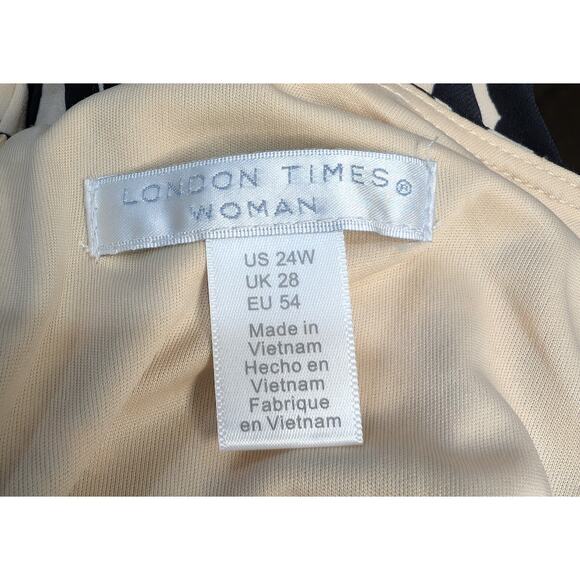 LONDON TIMES®
WOMAN
US 24W
UK 28
EU 54
Made in
Vietnam
Hecho en
Vietnam
Fabrique
en Vietnam